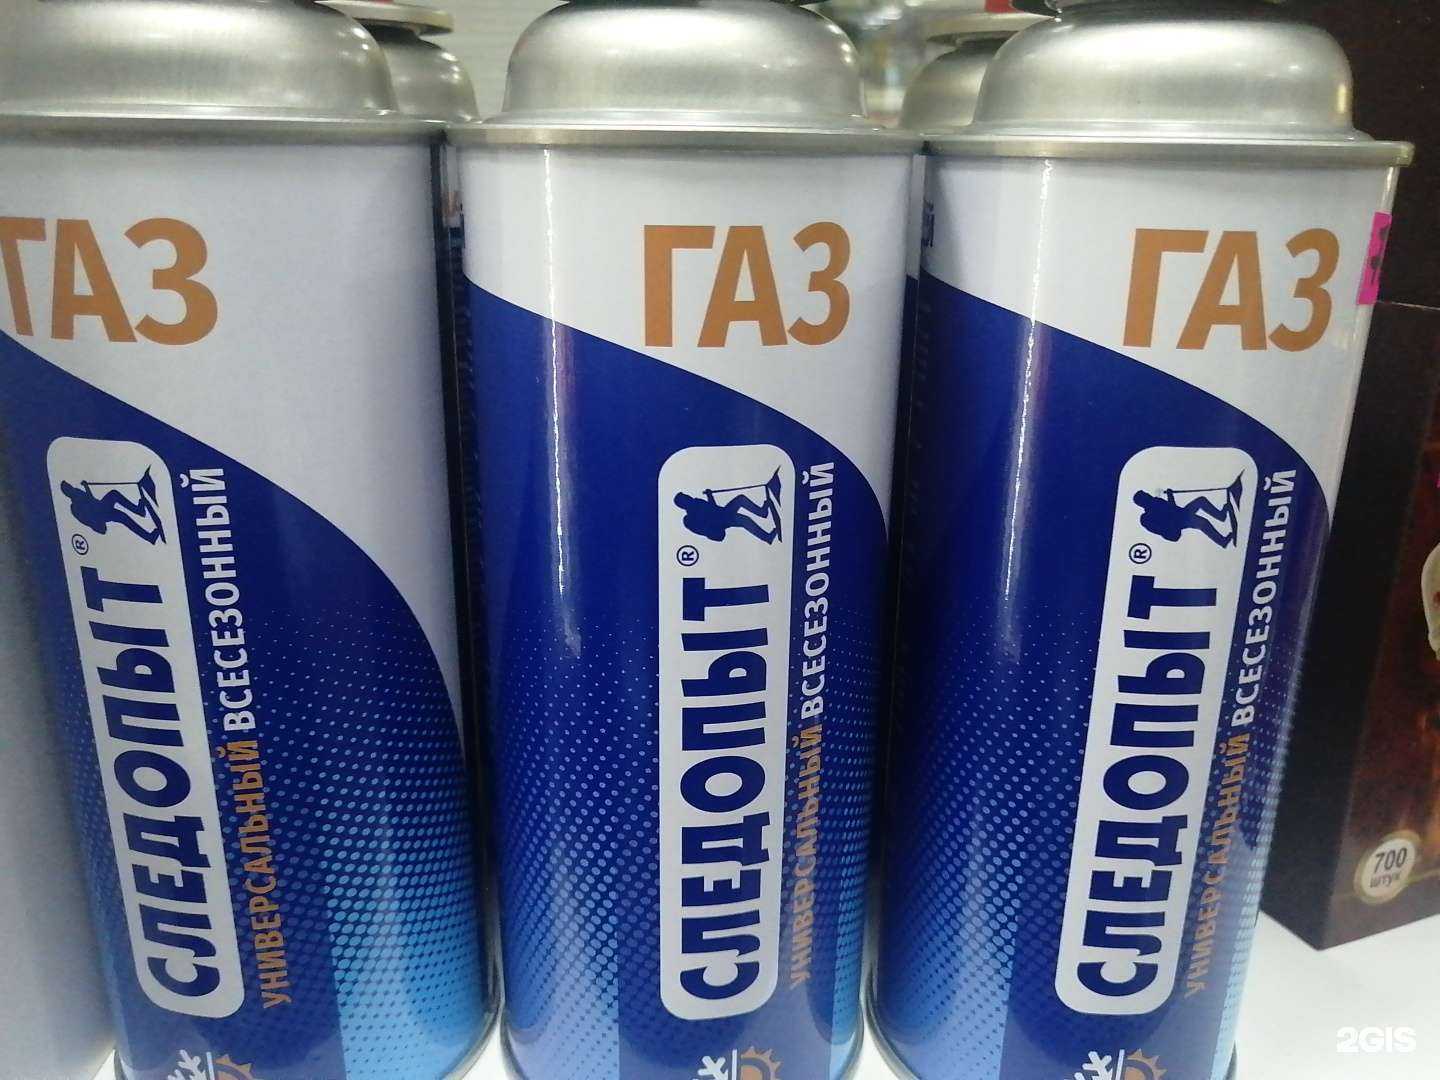 ГАЗ
СЛЕДОПЫТ®
УНИВЕРСАЛЬНЫЙ ВСЕСЕЗОННЫЙ
ГАЗ
СЛЕДОПЫТ®
УНИВЕРСАЛЬНЫЙ ВСЕСЕЗОННЫЙ
ГАЗ
СЛЕДОПЫТ®
УНИВЕРСАЛЬНЫЙ ВСЕСЕЗОННЫЙ
700
штук
2GIS